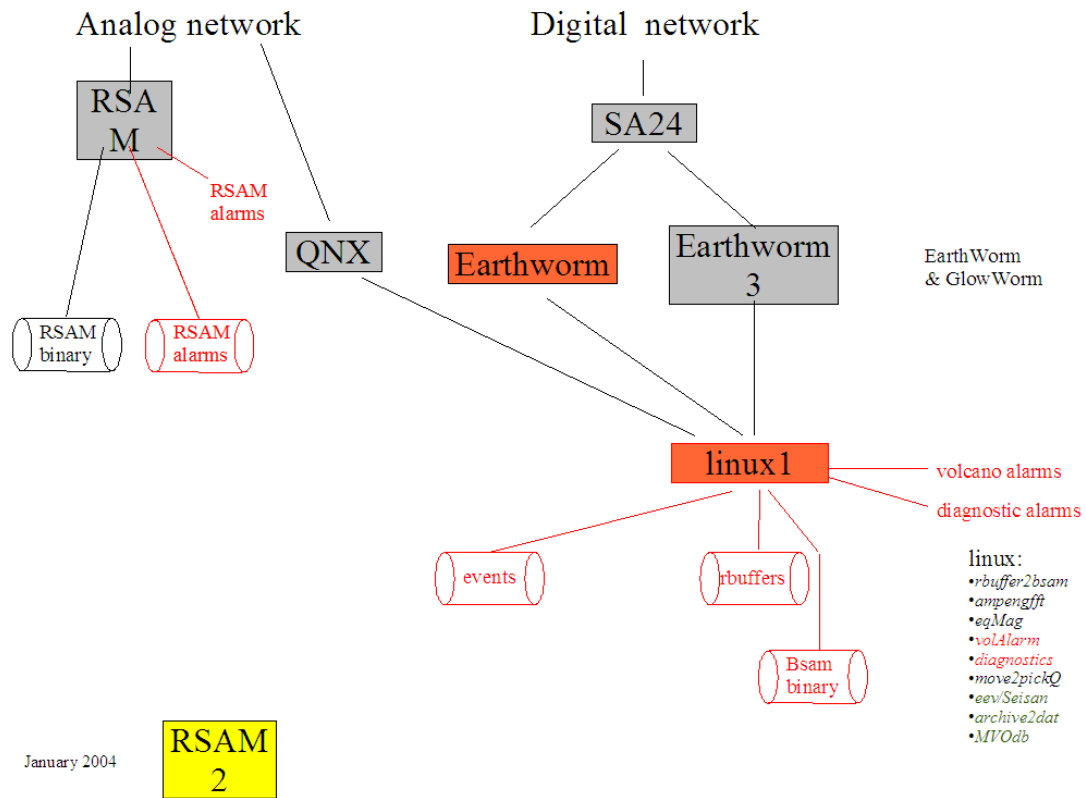 Analog network
Digital network
RSA
M
SA24
RSAM
alarms
QNX
Earthworm
Earthworm
3
EarthWorm
& GlowWorm
RSAM
binary
RSAM
alarms
linux1
volcano alarms
diagnostic alarms
events
rbuffers
Bsam
binary
linux:
•rbuffer2bsam
•ampengfft
•eqMag
•volAlarm
•diagnostics
•move2pickQ
•eev/Seisan
•archive2dat
•MVOdb
January 2004
RSAM
2